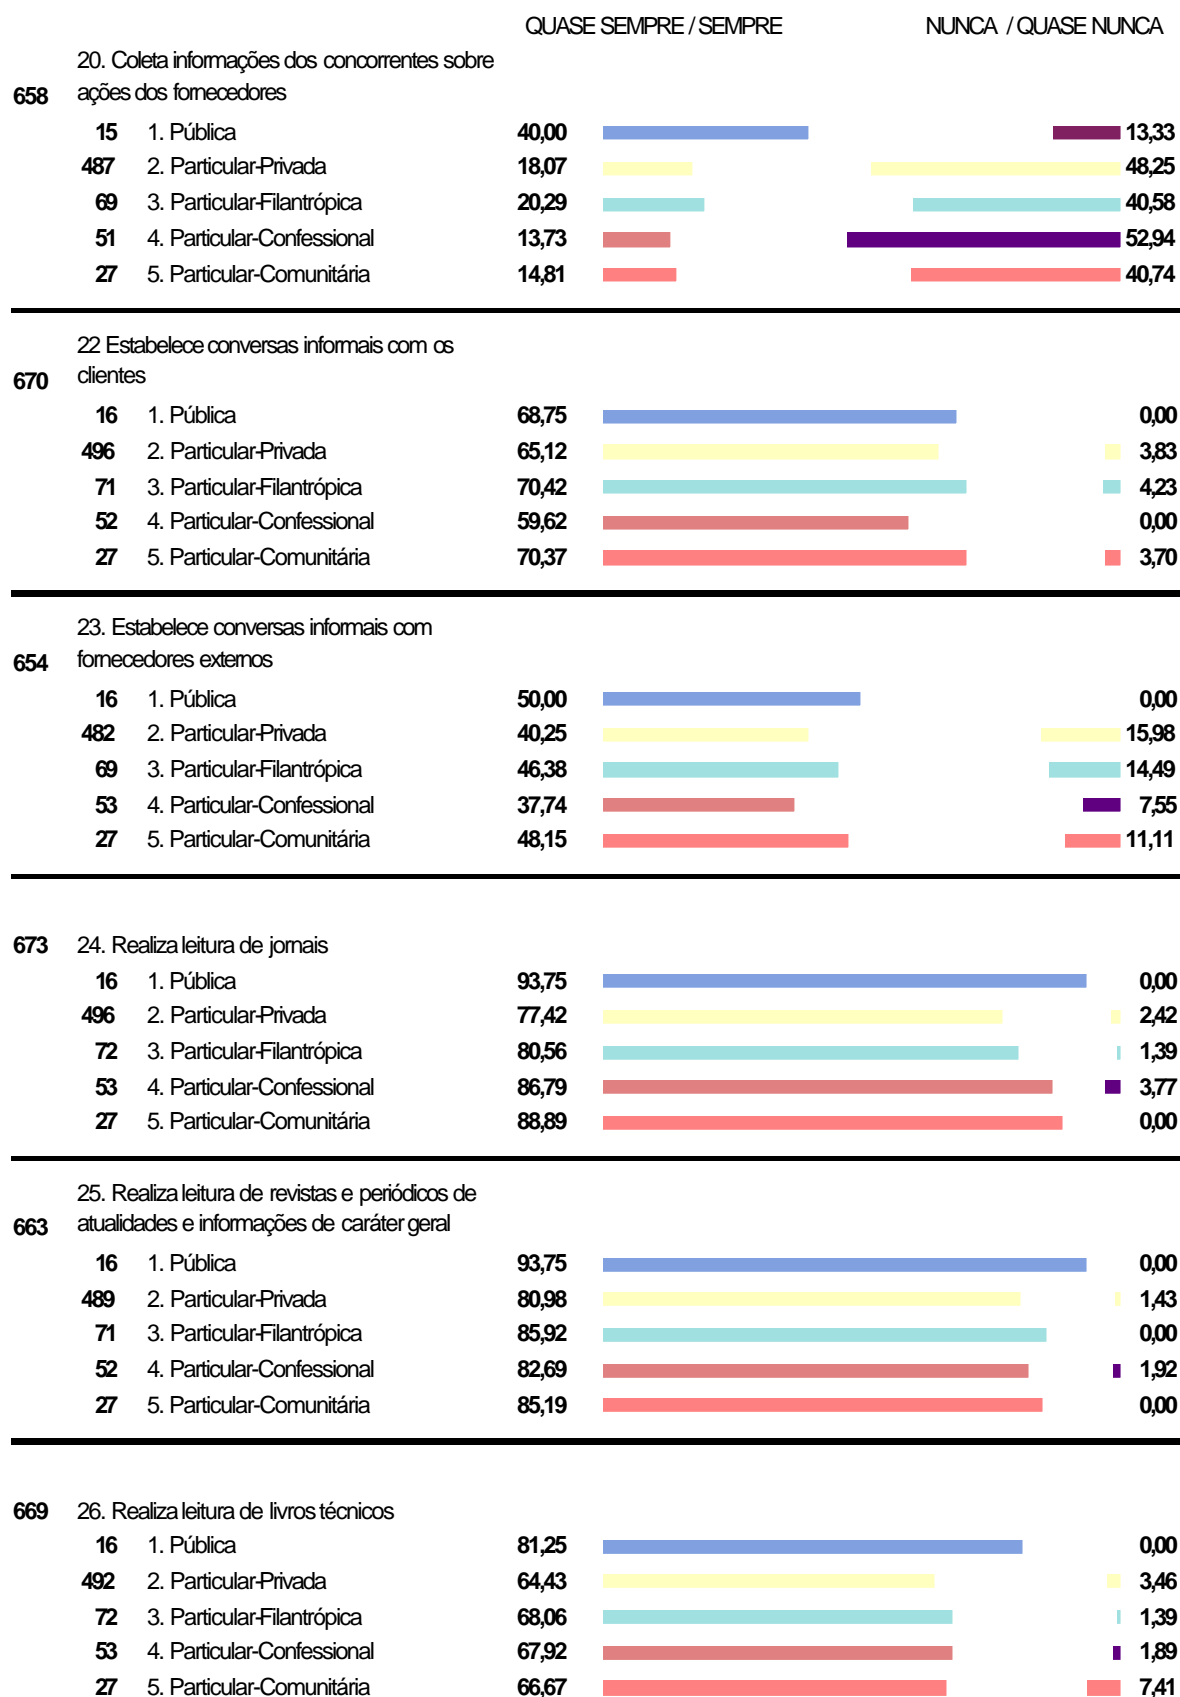 QUASE SEMPRE / SEMPRE NUNCA / QUASE NUNCA
20. Coleta informações dos concorrentes sobre
658 ações dos fornecedores
15 1. Pública 40,00 13,33
487 2. Particular-Privada 18,07 48,25
69 3. Particular-Filantrópica 20,29 40,58
51 4. Particular-Confessional 13,73 52,94
27 5. Particular-Comunitária 14,81 40,74
22 Estabelece conversas informais com os
670 clientes
16 1. Pública 68,75 0,00
496 2. Particular-Privada 65,12 3,83
71 3. Particular-Filantrópica 70,42 4,23
52 4. Particular-Confessional 59,62 0,00
27 5. Particular-Comunitária 70,37 3,70
23. Estabelece conversas informais com
654 fornecedores externos
16 1. Pública 50,00 0,00
482 2. Particular-Privada 40,25 15,98
69 3. Particular-Filantrópica 46,38 14,49
53 4. Particular-Confessional 37,74 7,55
27 5. Particular-Comunitária 48,15 11,11
673 24. Realiza leitura de jornais
16 1. Pública 93,75 0,00
496 2. Particular-Privada 77,42 2,42
72 3. Particular-Filantrópica 80,56 1,39
53 4. Particular-Confessional 86,79 3,77
27 5. Particular-Comunitária 88,89 0,00
25. Realiza leitura de revistas e periódicos de
663 atualidades e informações de caráter geral
16 1. Pública 93,75 0,00
489 2. Particular-Privada 80,98 1,43
71 3. Particular-Filantrópica 85,92 0,00
52 4. Particular-Confessional 82,69 1,92
27 5. Particular-Comunitária 85,19 0,00
669 26. Realiza leitura de livros técnicos
16 1. Pública 81,25 0,00
492 2. Particular-Privada 64,43 3,46
72 3. Particular-Filantrópica 68,06 1,39
53 4. Particular-Confessional 67,92 1,89
27 5. Particular-Comunitária 66,67 7,41